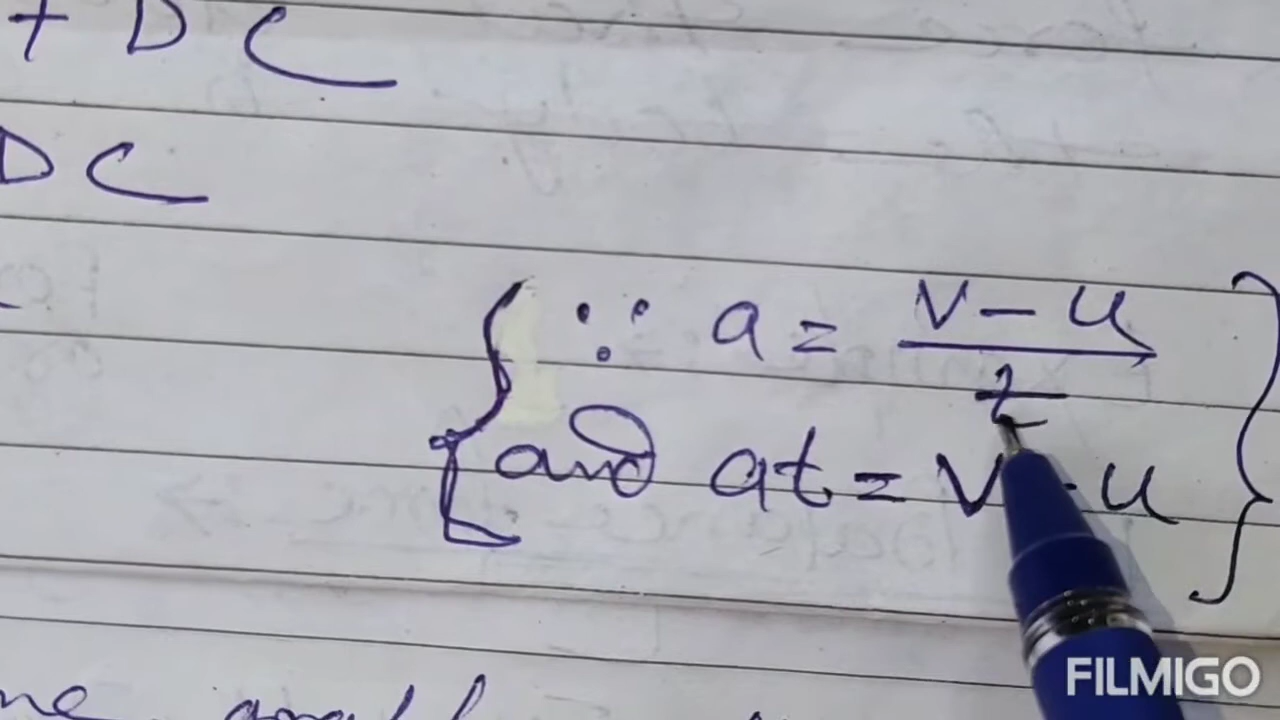 + DC
DC
{ ∵ a = v - u / t }
and at = v - u
FILMIGO